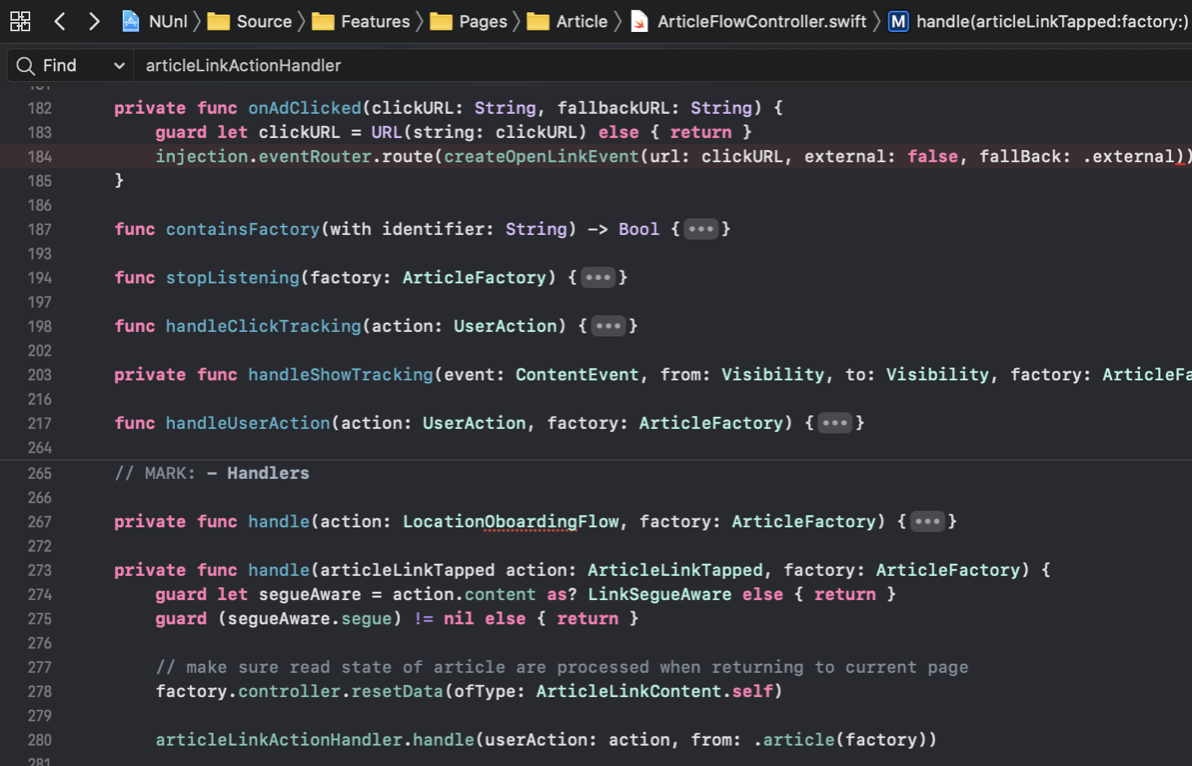 NUnl Source Features Pages Article ArticleFlowController.swift M handle(articleLinkTapped:factory:)
Find articleLinkActionHandler
181
182 private func onAdClicked(clickURL: String, fallbackURL: String) {
183 guard let clickURL = URL(string: clickURL) else { return }
184 injection.eventRouter.route(createOpenLinkEvent(url: clickURL, external: false, fallBack: .external))
185 }
186
187 func containsFactory(with identifier: String) -> Bool {•••}
193
194 func stopListening(factory: ArticleFactory) {•••}
197
198 func handleClickTracking(action: UserAction) {•••}
202
203 private func handleShowTracking(event: ContentEvent, from: Visibility, to: Visibility, factory: ArticleFa
216
217 func handleUserAction(action: UserAction, factory: ArticleFactory) {•••}
264
265 // MARK: - Handlers
266
267 private func handle(action: LocationOboardingFlow, factory: ArticleFactory) {•••}
272
273 private func handle(articleLinkTapped action: ArticleLinkTapped, factory: ArticleFactory) {
274 guard let segueAware = action.content as? LinkSegueAware else { return }
275 guard (segueAware.segue) != nil else { return }
276
277 // make sure read state of article are processed when returning to current page
278 factory.controller.resetData(ofType: ArticleLinkContent.self)
279
280 articleLinkActionHandler.handle(userAction: action, from: .article(factory))
281